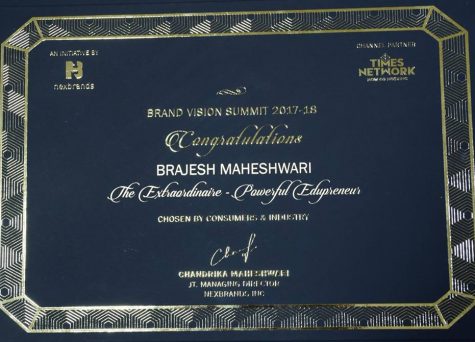 AN INITIATIVE BY
nexbrands
CHANNEL PARTNER
TIMES
NETWORK
BRAND VISION SUMMIT 2017-18
Congratulations
BRAJESH MAHESHWARI
The Extraordinaire - Powerful Edupreneur
CHOSEN BY CONSUMERS & INDUSTRY
CHANDRIKA MAHESHWARI
JT. MANAGING DIRECTOR
NEXBRANDS INC